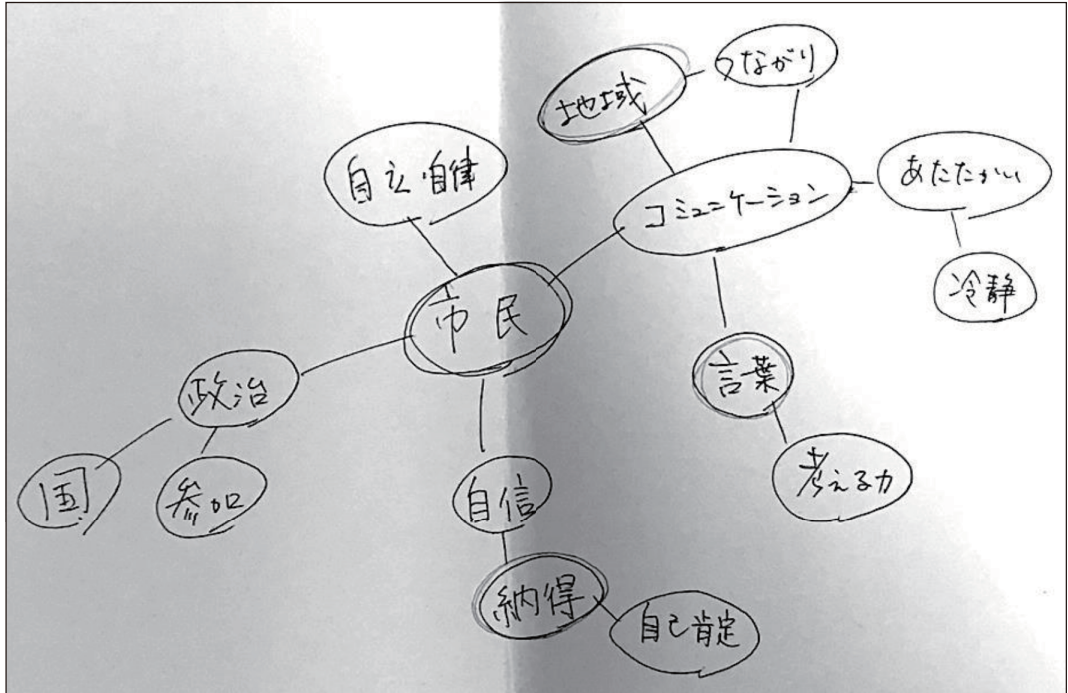 地域
つながり
自立・自律
コミュニケーション
あたたかい
冷静
市民
言葉
政治
考える力
国
参加
自信
納得
自己肯定